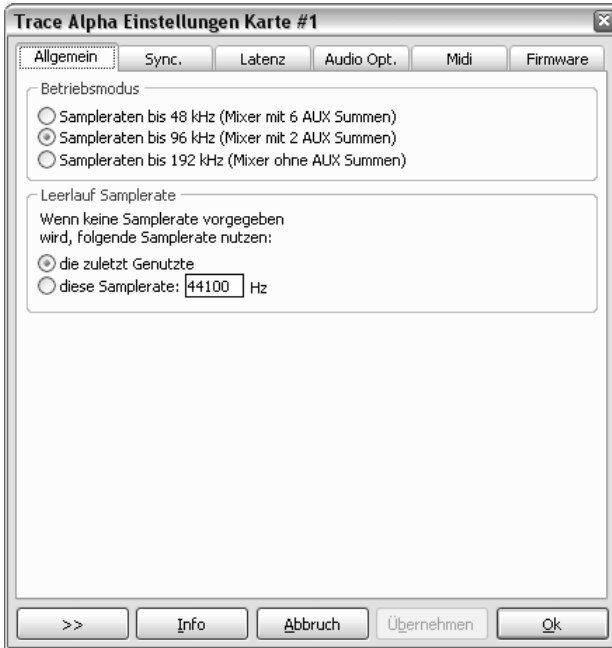 Trace Alpha Einstellungen Karte #1
Allgemein Sync. Latenz Audio Opt. Midi Firmware
Betriebsmodus
Sampleraten bis 48 kHz (Mixer mit 6 AUX Summen)
Sampleraten bis 96 kHz (Mixer mit 2 AUX Summen)
Sampleraten bis 192 kHz (Mixer ohne AUX Summen)
Leerlauf Samplerate
Wenn keine Samplerate vorgegeben
wird, folgende Samplerate nutzen:
die zuletzt Genutzte
diese Samplerate: 44100 Hz
>> Info Abbruch Übernehmen Ok